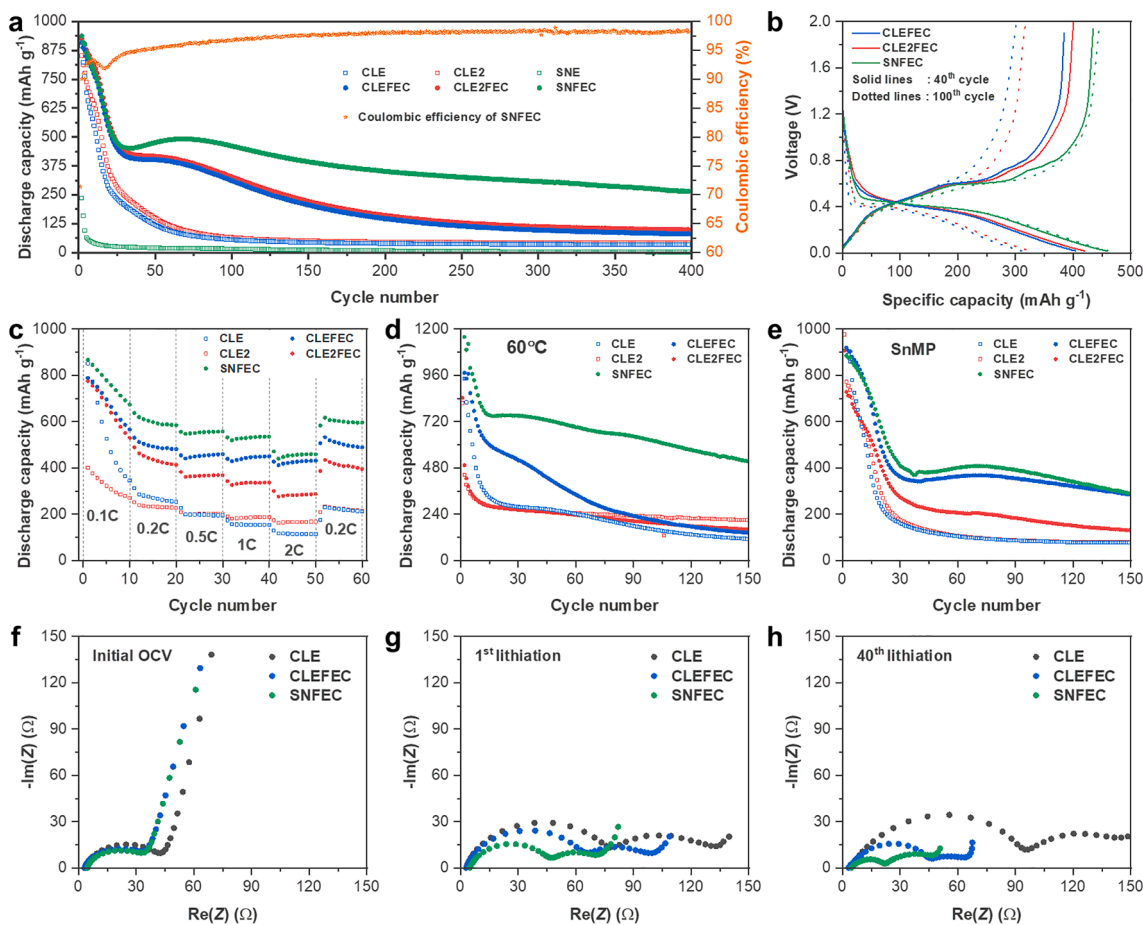 a
Discharge capacity (mAh g-1)
1000
875
750
625
500
375
250
125
0
0 50 100 150 200 250 300 350 400
Cycle number
100
95
90
85
80
75
70
65
60
Coulombic efficiency (%)
CLE CLE2 SNE
CLEFEC CLE2FEC SNFEC
Coulombic efficiency of SNFEC
b
Voltage (V)
2.0
1.6
1.2
0.8
0.4
0.0
0 100 200 300 400 500
Specific capacity (mAh g-1)
CLEFEC
CLE2FEC
SNFEC
Solid lines : 40th cycle
Dotted lines : 100th cycle
c
Discharge capacity (mAh g-1)
1000
800
600
400
200
0
0 10 20 30 40 50 60
Cycle number
CLE CLEFEC
CLE2 CLE2FEC
SNFEC
0.1C 0.2C 0.5C 1C 2C 0.2C
d
Discharge capacity (mAh g-1)
1200
960
720
480
240
0
0 30 60 90 120 150
Cycle number
60°C
CLE CLEFEC
CLE2 CLE2FEC
SNFEC
e
Discharge capacity (mAh g-1)
1000
800
600
400
200
0
0 30 60 90 120 150
Cycle number
SnMP
CLE CLEFEC
CLE2 CLE2FEC
SNFEC
f
-Im(Z) (Ω)
150
120
90
60
30
0
0 30 60 90 120 150
Re(Z) (Ω)
Initial OCV
CLE
CLEFEC
SNFEC
g
-Im(Z) (Ω)
150
120
90
60
30
0
0 30 60 90 120 150
Re(Z) (Ω)
1st lithiation
CLE
CLEFEC
SNFEC
h
-Im(Z) (Ω)
150
120
90
60
30
0
0 30 60 90 120 150
Re(Z) (Ω)
40th lithiation
CLE
CLEFEC
SNFEC